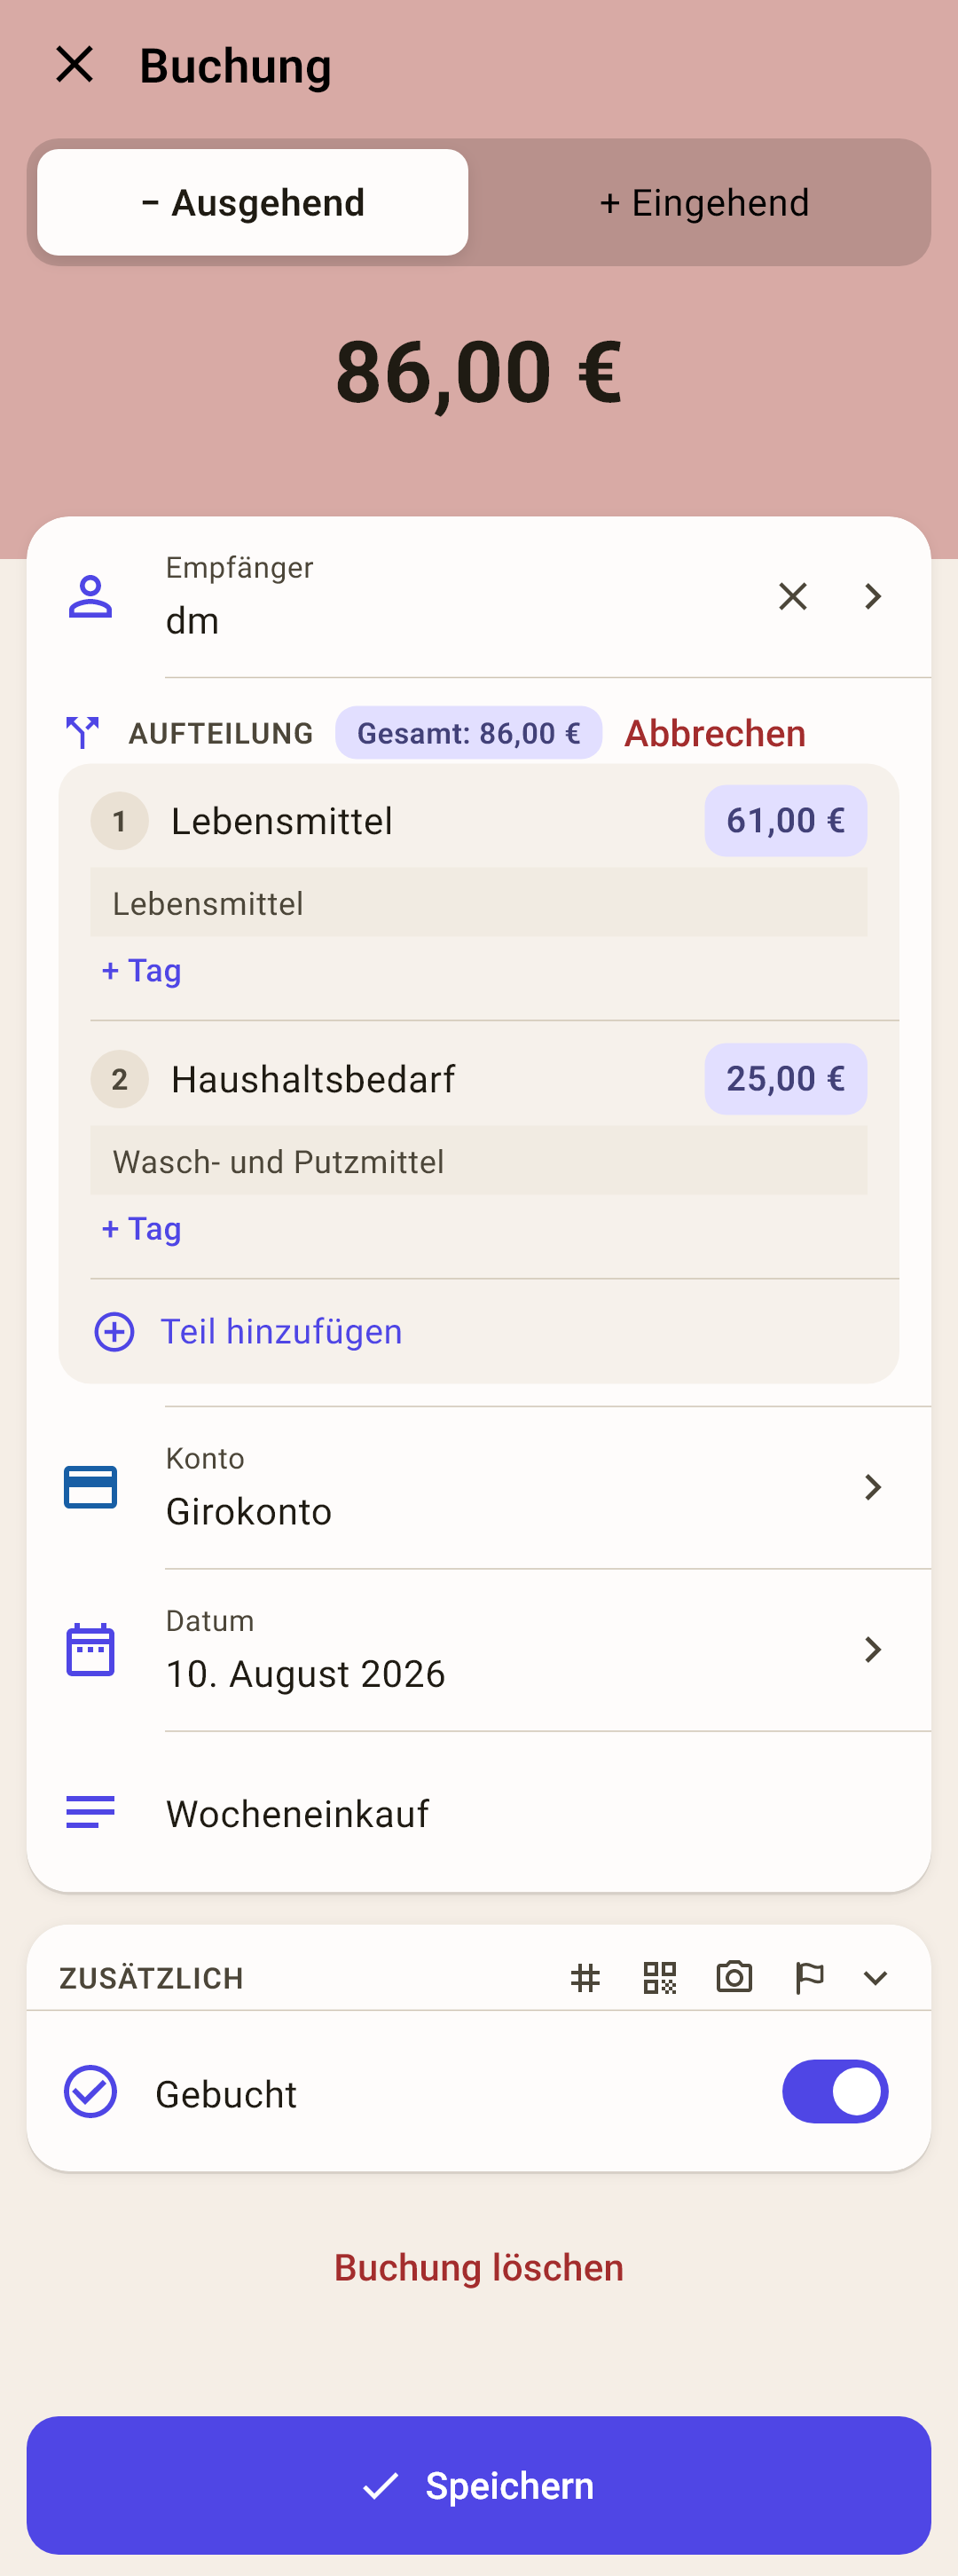 Buchung
− Ausgehend
+ Eingehend
86,00 €
Empfänger
dm
AUFTEILUNG
Gesamt: 86,00 €
Abbrechen
1
Lebensmittel
61,00 €
Lebensmittel
+ Tag
2
Haushaltsbedarf
25,00 €
Wasch- und Putzmittel
+ Tag
Teil hinzufügen
Konto
Girokonto
Datum
10. August 2026
Wocheneinkauf
ZUSÄTZLICH
Gebucht
Buchung löschen
Speichern